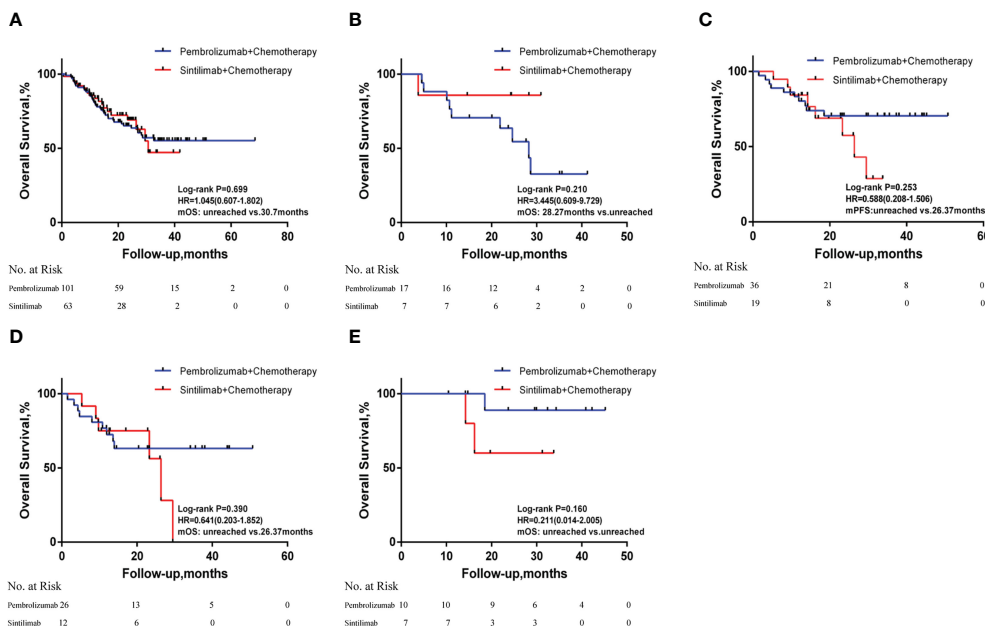 A
Pembrolizumab+Chemotherapy
Sintilimab+Chemotherapy
Overall Survival,%
100
50
Log-rank P=0.699
HR=1.045(0.607-1.802)
mOS: unreached vs.30.7months
0 20 40 60 80
Follow-up,months
No. at Risk
Pembrolizumab 101 59 15 2 0
Sintilimab 63 28 2 0 0
B
Pembrolizumab+Chemotherapy
Sintilimab+Chemotherapy
Overall Survival,%
100
50
Log-rank P=0.210
HR=3.445(0.609-9.729)
mOS: 28.27months vs.unreached
0 10 20 30 40 50
Follow-up,months
No. at Risk
Pembrolizumab 17 16 12 4 2 0
Sintilimab 7 7 6 2 0 0
C
Pembrolizumab+Chemotherapy
Sintilimab+Chemotherapy
Overall Survival,%
100
50
0
Log-rank P=0.253
HR=0.588(0.208-1.506)
mPFS:unreached vs.26.37months
0 20 40 60
Follow-up,months
No. at Risk
Pembrolizumab 36 21 8 0
Sintilimab 19 8 0 0
D
Pembrolizumab+Chemotherapy
Sintilimab+Chemotherapy
Overall Survival,%
100
50
0
Log-rank P=0.390
HR=0.641(0.203-1.852)
mOS: unreached vs.26.37months
0 20 40 60
Follow-up,months
No. at Risk
Pembrolizumab 26 13 5 0
Sintilimab 12 6 0 0
E
Pembrolizumab+Chemotherapy
Sintilimab+Chemotherapy
Overall Survival,%
100
50
0
Log-rank P=0.160
HR=0.211(0.014-2.005)
mOS: unreached vs.unreached
0 10 20 30 40 50
Follow-up,months
No. at Risk
Pembrolizumab 10 10 9 6 4 0
Sintilimab 7 7 3 3 0 0